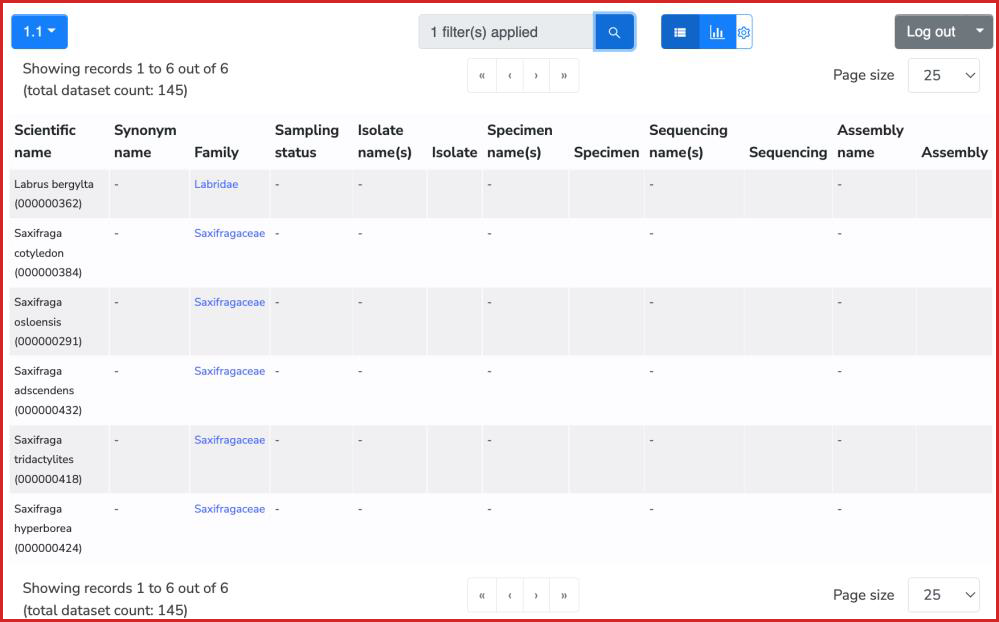 1.1
1 filter(s) applied
Log out
Showing records 1 to 6 out of 6
(total dataset count: 145)
« ‹ › »
Page size 25
Scientific name Synonym name Family Sampling status Isolate name(s) Isolate Specimen name(s) Specimen Sequencing name(s) Sequencing Assembly name Assembly
Labrus bergylta (000000362) - Labridae - - - - -
Saxifraga cotyledon (000000384) - Saxifragaceae - - - - -
Saxifraga osloensis (000000291) - Saxifragaceae - - - - -
Saxifraga adscendens (000000432) - Saxifragaceae - - - - -
Saxifraga tridactylites (000000418) - Saxifragaceae - - - - -
Saxifraga hyperborea (000000424) - Saxifragaceae - - - - -
Showing records 1 to 6 out of 6
(total dataset count: 145)
« ‹ › »
Page size 25